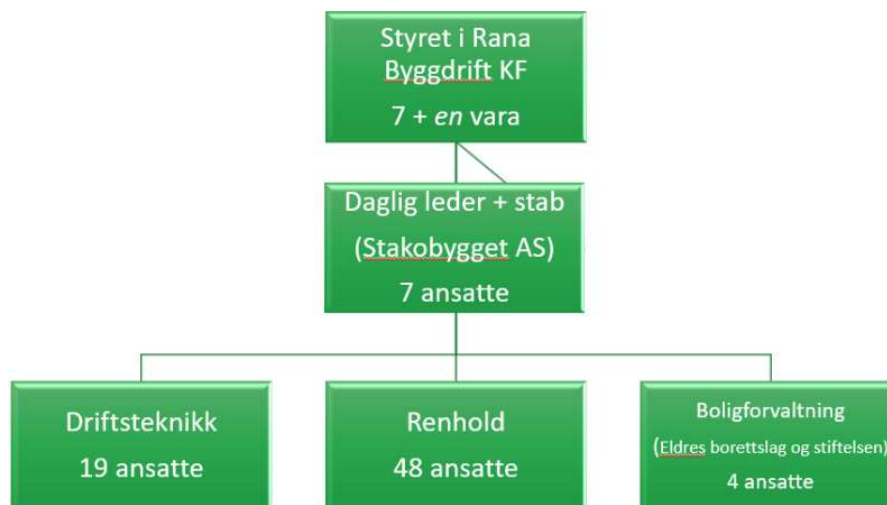 Styret i Rana
Byggdrift KF
7 + en vara
Daglig leder + stab
(Stakobygget AS)
7 ansatte
Driftsteknikk
19 ansatte
Renhold
48 ansatte
Boligforvaltning
(Eldres borettslag og stiftelsen)
4 ansatte